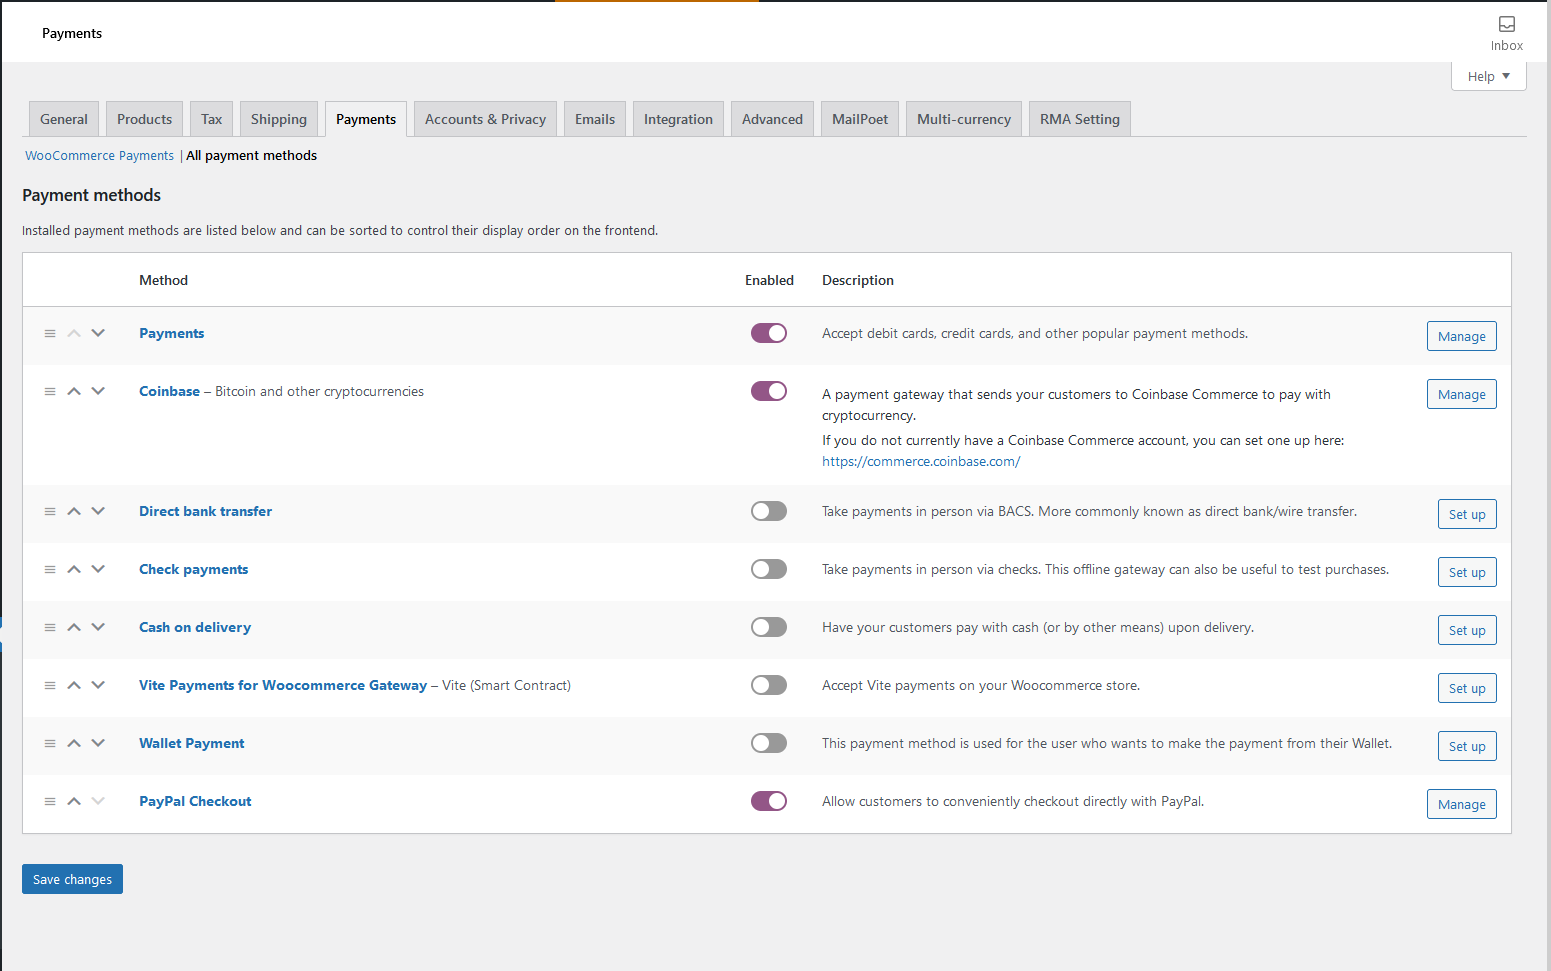 Payments
Inbox
Help
General Products Tax Shipping Payments Accounts & Privacy Emails Integration Advanced MailPoet Multi-currency RMA Setting
WooCommerce Payments | All payment methods
Payment methods
Installed payment methods are listed below and can be sorted to control their display order on the frontend.
Method Enabled Description
Payments Accept debit cards, credit cards, and other popular payment methods. Manage
Coinbase – Bitcoin and other cryptocurrencies A payment gateway that sends your customers to Coinbase Commerce to pay with Manage
cryptocurrency.
If you do not currently have a Coinbase Commerce account, you can set one up here:
https://commerce.coinbase.com/
Direct bank transfer Take payments in person via BACS. More commonly known as direct bank/wire transfer. Set up
Check payments Take payments in person via checks. This offline gateway can also be useful to test purchases. Set up
Cash on delivery Have your customers pay with cash (or by other means) upon delivery. Set up
Vite Payments for Woocommerce Gateway – Vite (Smart Contract) Accept Vite payments on your Woocommerce store. Set up
Wallet Payment This payment method is used for the user who wants to make the payment from their Wallet. Set up
PayPal Checkout Allow customers to conveniently checkout directly with PayPal. Manage
Save changes